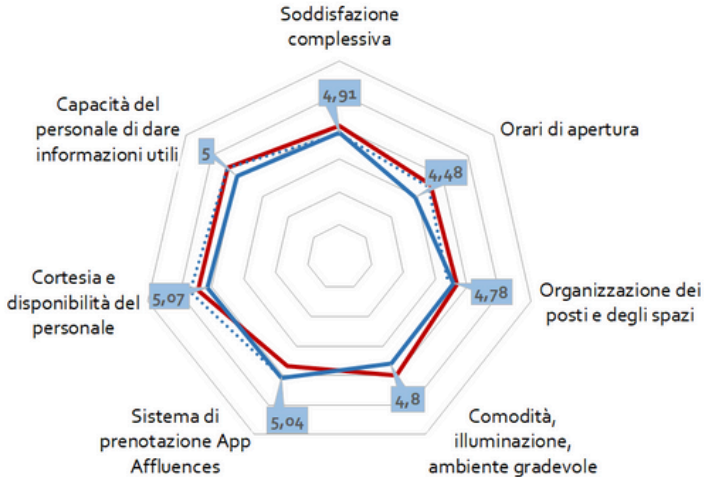 Soddisfazione
complessiva
4,91
Orari di apertura
4,48
Organizzazione dei
posti e degli spazi
4,78
Comodità,
illuminazione,
ambiente gradevole
4,8
Sistema di
prenotazione App
Affluences
5,04
Cortesia e
disponibilità del
personale
5,07
Capacità del
personale di dare
informazioni utili
5